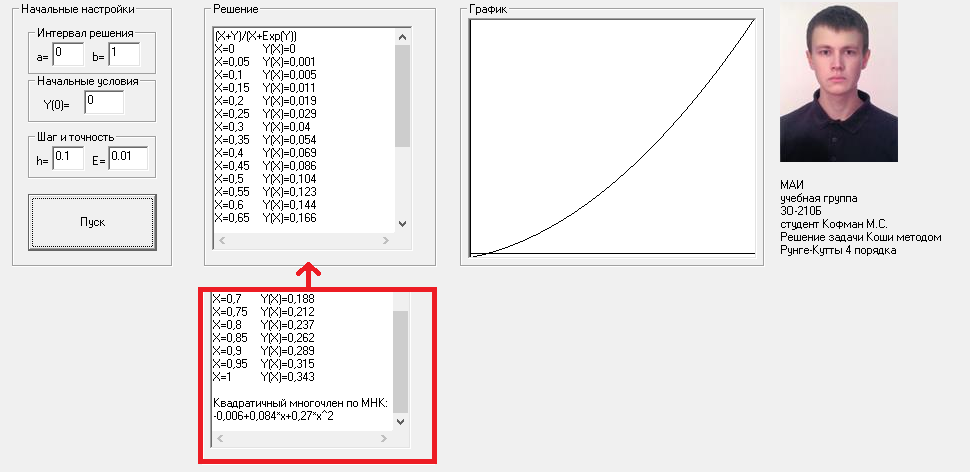 Начальные настройки
Интервал решения
a= 0 b= 1
Начальные условия
Y(0)= 0
Шаг и точность
h= 0.1 E= 0.01
Пуск
Решение
(X+Y)/(X+Exp(Y))
X=0 Y(X)=0
X=0,05 Y(X)=0,001
X=0,1 Y(X)=0,005
X=0,15 Y(X)=0,011
X=0,2 Y(X)=0,019
X=0,25 Y(X)=0,029
X=0,3 Y(X)=0,04
X=0,35 Y(X)=0,054
X=0,4 Y(X)=0,069
X=0,45 Y(X)=0,086
X=0,5 Y(X)=0,104
X=0,55 Y(X)=0,123
X=0,6 Y(X)=0,144
X=0,65 Y(X)=0,166
X=0,7 Y(X)=0,188
X=0,75 Y(X)=0,212
X=0,8 Y(X)=0,237
X=0,85 Y(X)=0,262
X=0,9 Y(X)=0,289
X=0,95 Y(X)=0,315
X=1 Y(X)=0,343
Квадратичный многочлен по МНК:
-0,006+0,084*x+0,27*x^2
График
МАИ
учебная группа
3О-210Б
студент Кофман М.С.
Решение задачи Коши методом
Рунге-Кутты 4 порядка